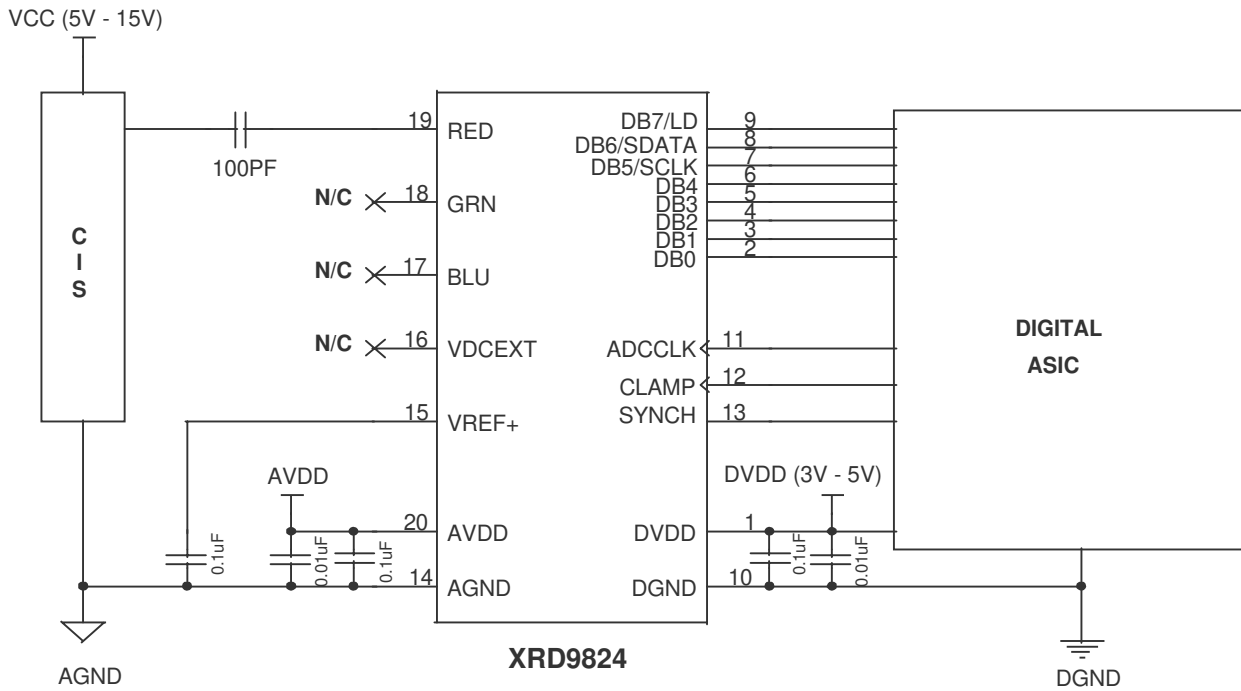 VCC (5V - 15V)
C
I
S
100PF
19
RED
N/C
18
GRN
N/C
17
BLU
N/C
16
VDCEXT
15
VREF+
AVDD
20
AVDD
14
AGND
0.1uF
0.01uF
0.1uF
AGND
DB7/LD
9
DB6/SDATA
8
DB5/SCLK
7
DB4
6
DB3
5
DB2
4
DB1
3
DB0
2
ADCCLK
11
CLAMP
12
SYNCH
13
DVDD (3V - 5V)
DVDD
1
DGND
10
0.1uF
0.01uF
XRD9824
DIGITAL
ASIC
DGND